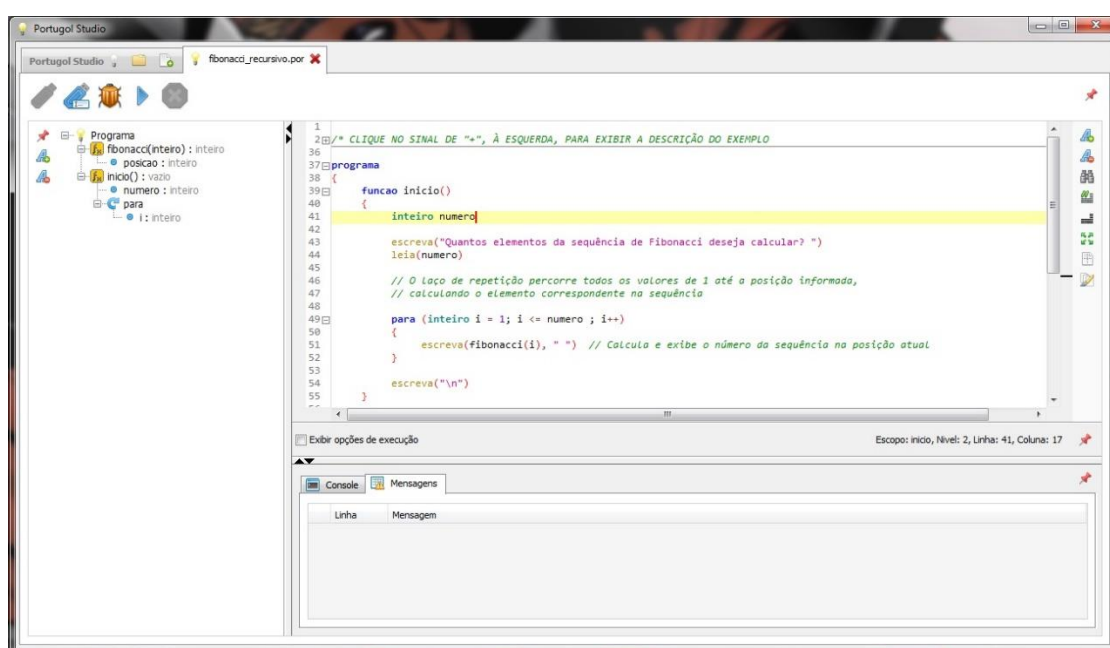 Portugol Studio
Portugol Studio
fibonacci_recursivo.por
Programa
fibonacci(inteiro) : inteiro
posicao : inteiro
inicio() : vazio
numero : inteiro
para
i : inteiro
1
2 /* CLIQUE NO SINAL DE "+", À ESQUERDA, PARA EXIBIR A DESCRIÇÃO DO EXEMPLO
36
37 programa
38 {
39 funcao inicio()
40 {
41 inteiro numero
42
43 escreva("Quantos elementos da sequência de Fibonacci deseja calcular? ")
44 leia(numero)
45
46 // O laço de repetição percorre todos os valores de 1 até a posição informada,
47 // calculando o elemento correspondente na sequência
48
49 para (inteiro i = 1; i <= numero ; i++)
50 {
51 escreva(fibonacci(i), " ") // Calcula e exibe o número da sequência na posição atual
52 }
53
54 escreva("\n")
55 }
Exibir opções de execução
Escopo: inicio, Nivel: 2, Linha: 41, Coluna: 17
Console
Mensagens
Linha Mensagem